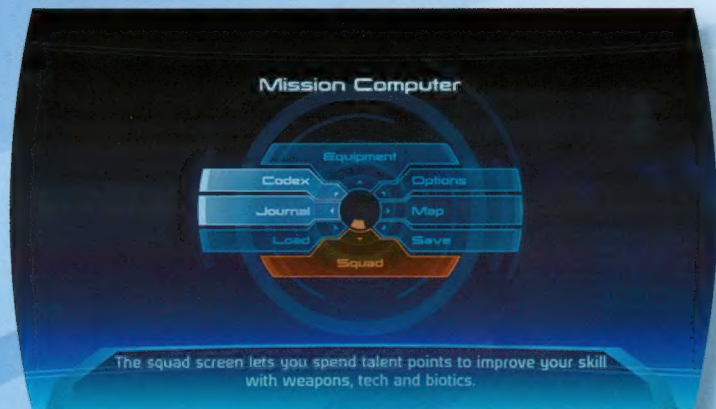 Mission Computer
Equipment
Codex
Options
Journal
Map
Load
Save
Squad
The squad screen lets you spend talent points to improve your skill
with weapons, tech and biotics.